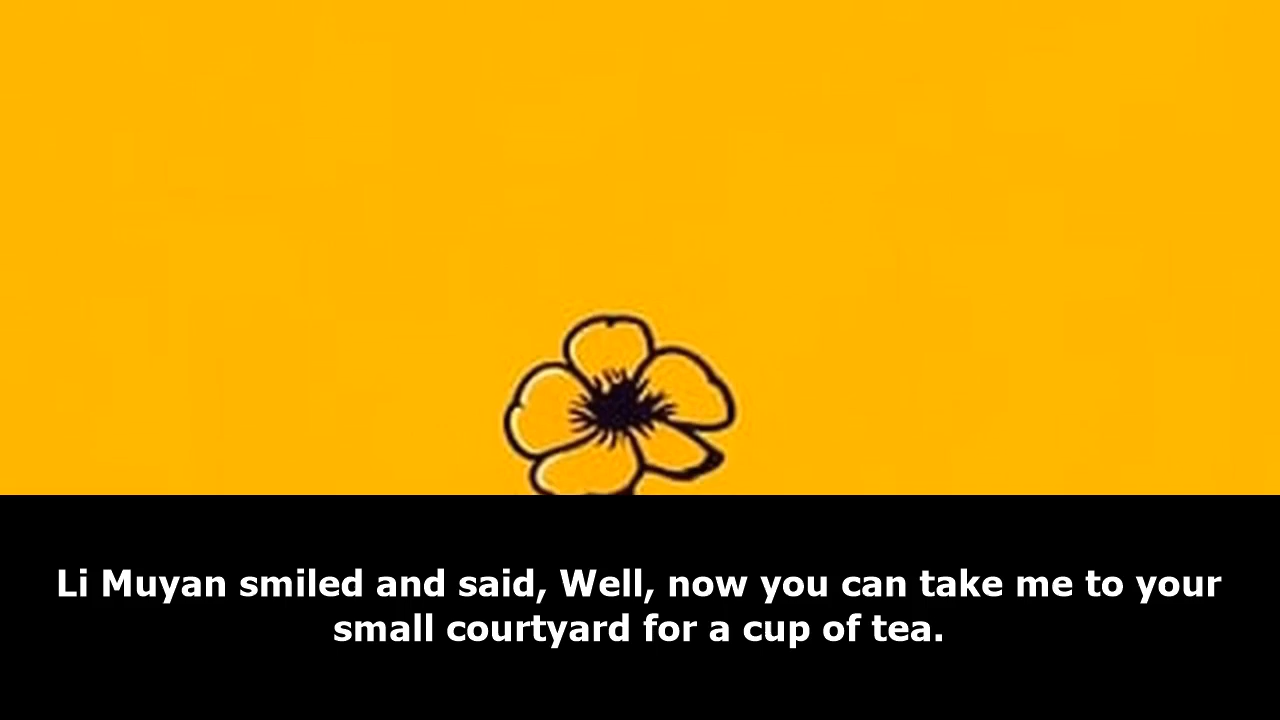 Li Muyan smiled and said, Well, now you can take me to your
small courtyard for a cup of tea.